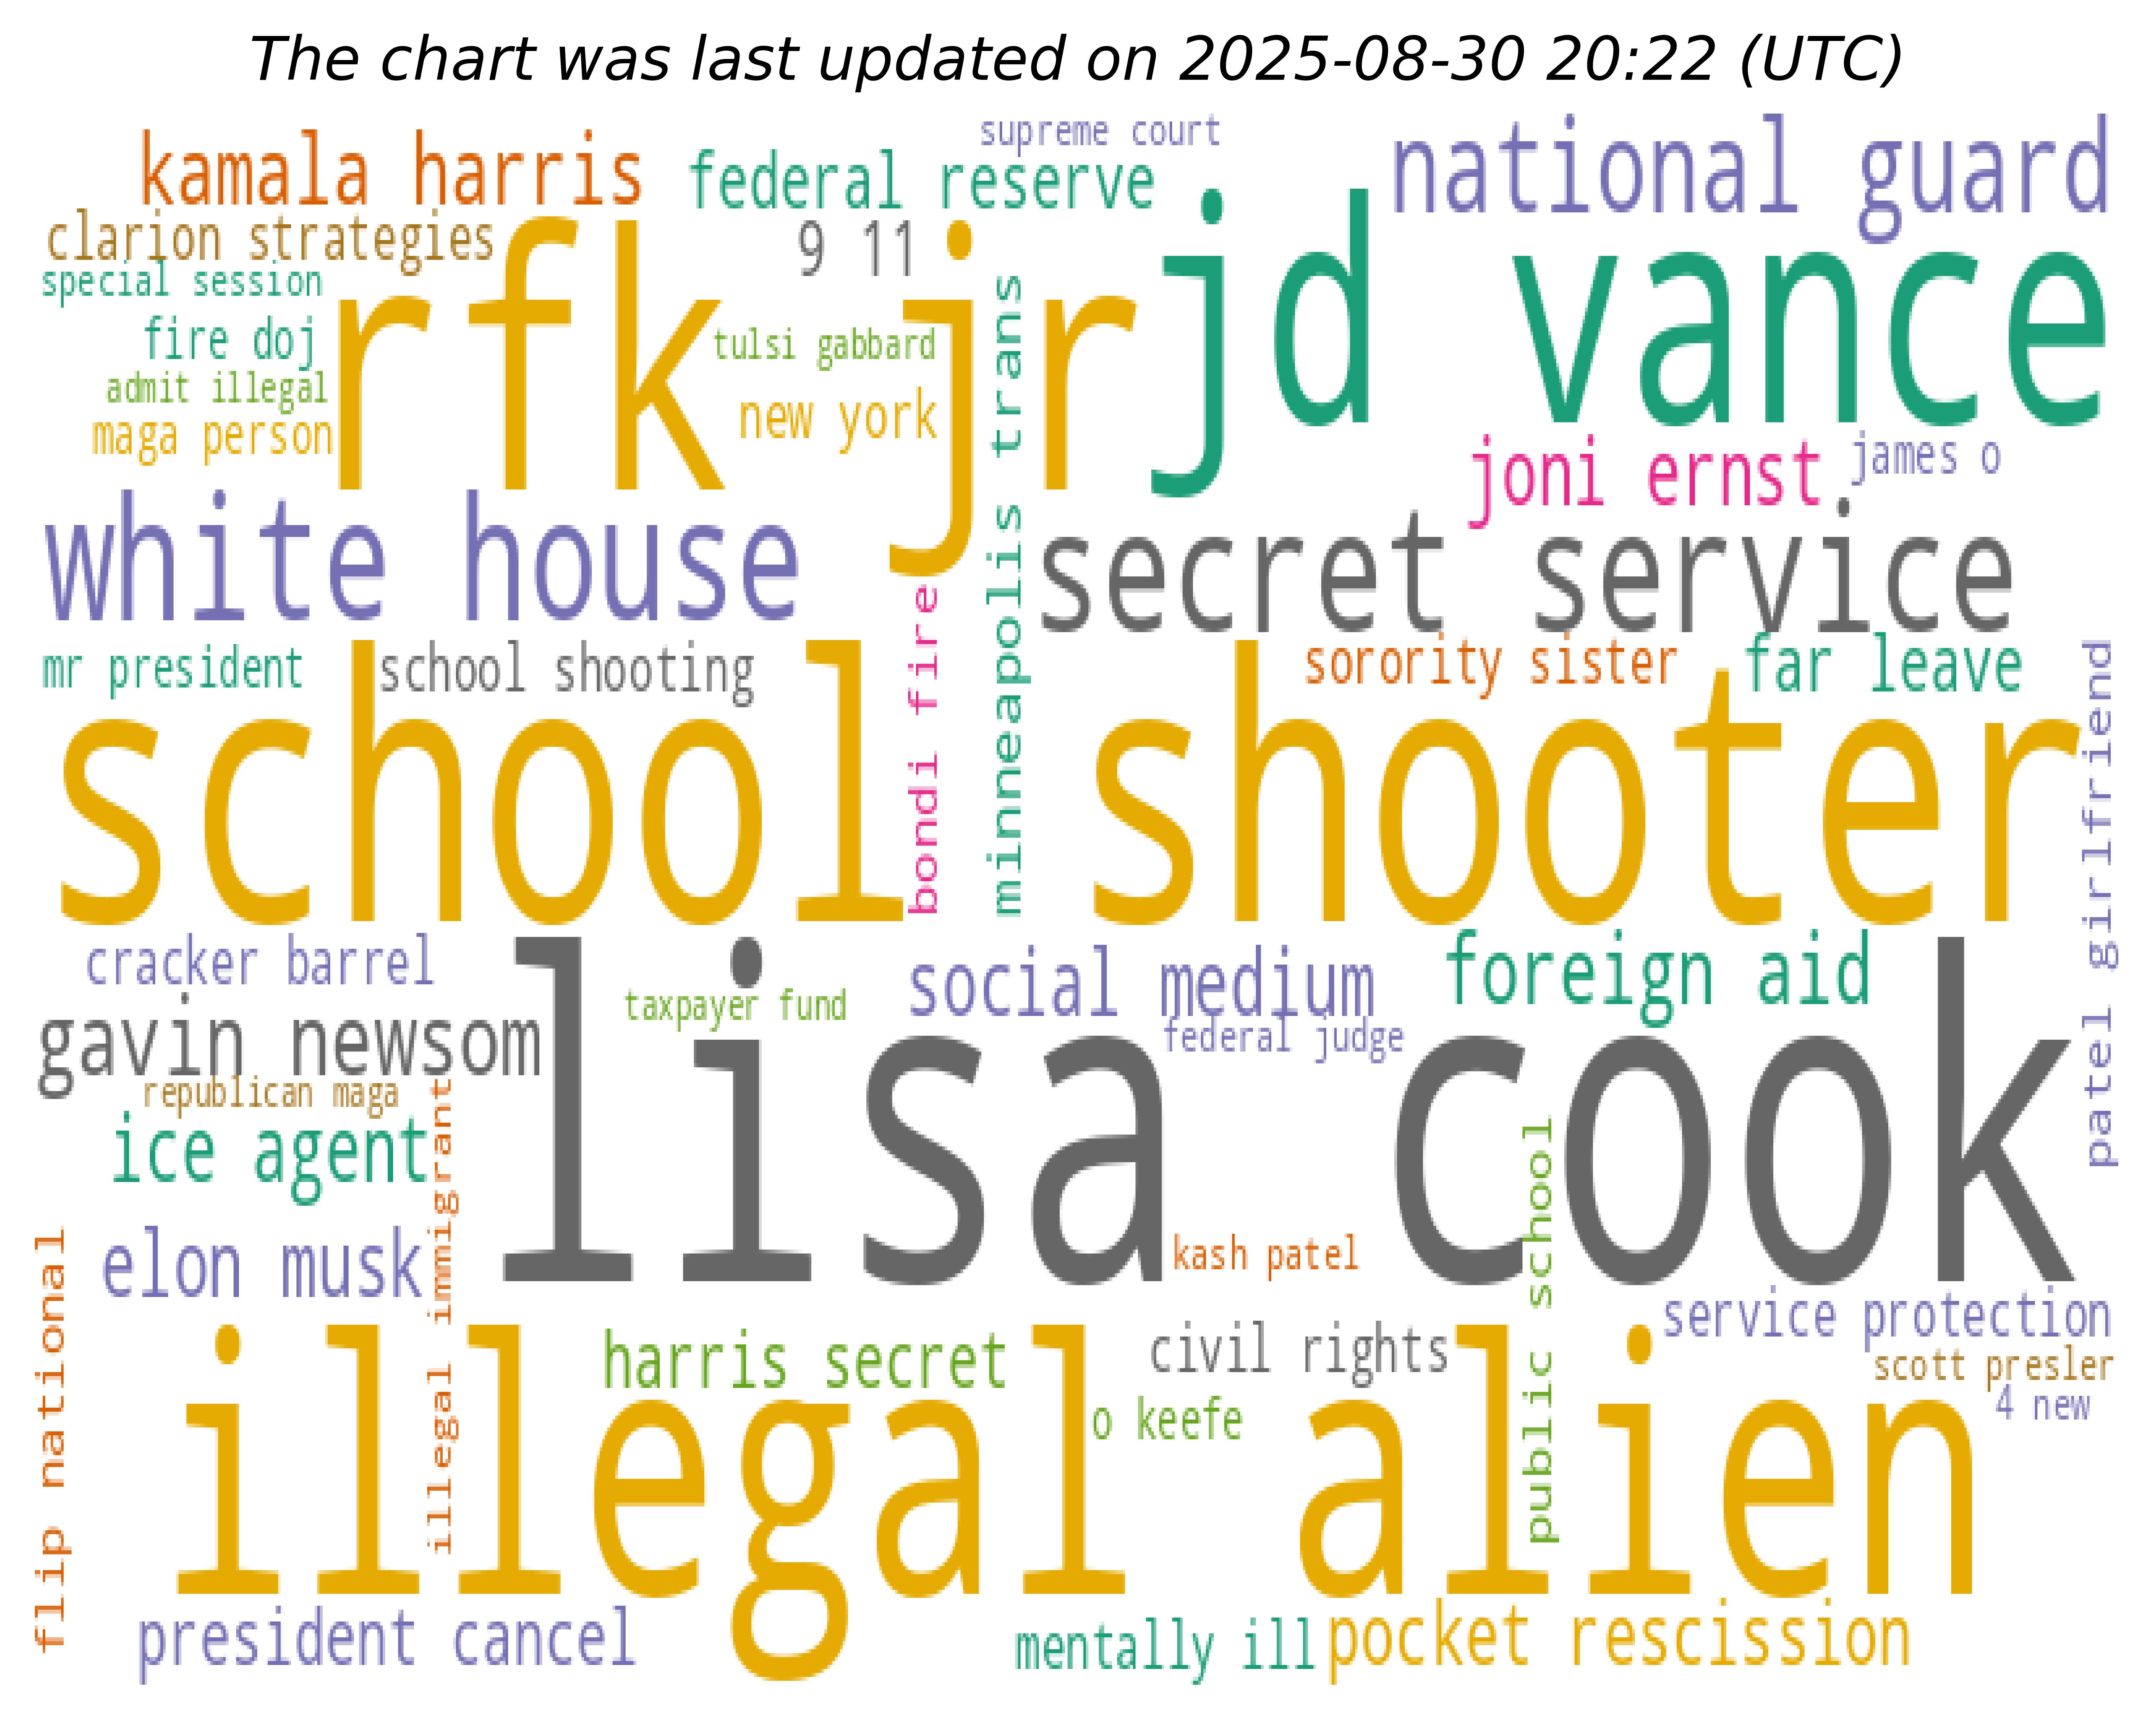 The chart was last updated on 2025-08-30 20:22 (UTC)
supreme court
kamala harris
federal reserve
national guard
clarion strategies
9 11
special session
rfk jr
jd vance
fire doj
tulsi gabbard
admit illegal
new york
maga person
minneapolis trans
joni ernst
james o
white house
secret service
bondi fire
mr president
school shooting
sorority sister
far leave
school shooter
patel girlfriend
cracker barrel
social medium
foreign aid
taxpayer fund
gavin newsom
federal judge
republican maga
lisa cook
ice agent
illegal immigrant
public school
elon musk
kash patel
flip national
service protection
harris secret
civil rights
scott presler
4 new
o keefe
illegal alien
president cancel
mentally ill
pocket rescission